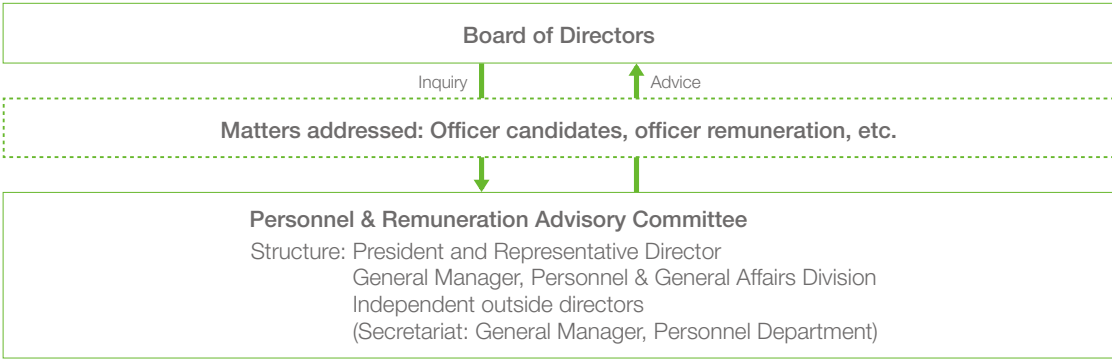 Board of Directors
Inquiry
Advice
Matters addressed: Officer candidates, officer remuneration, etc.
Personnel & Remuneration Advisory Committee
Structure: President and Representative Director
General Manager, Personnel & General Affairs Division
Independent outside directors
(Secretariat: General Manager, Personnel Department)